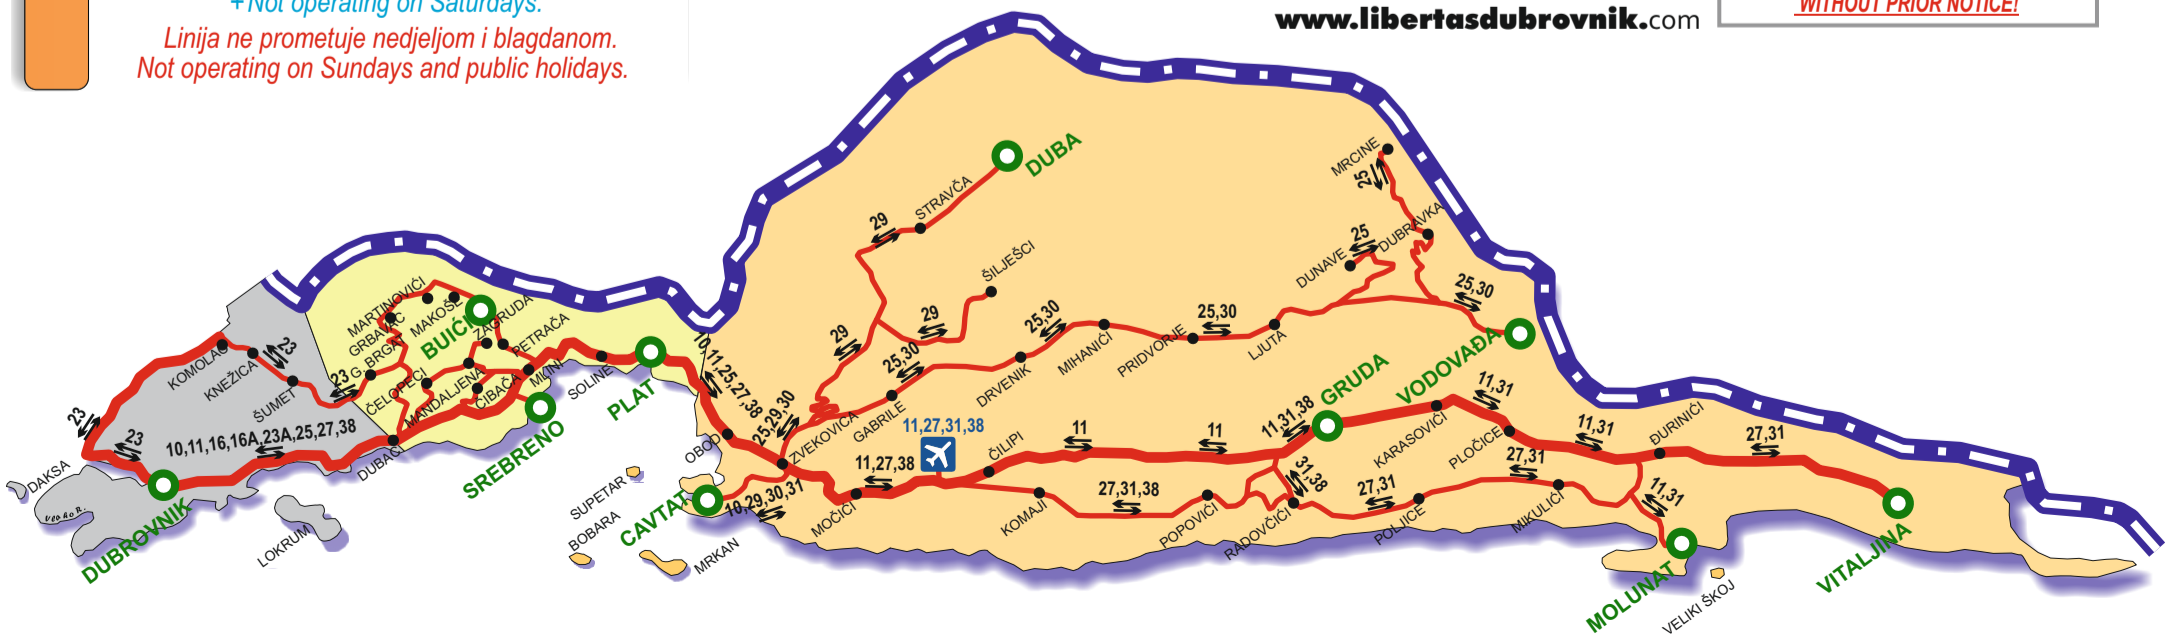 +Not operating on Saturdays.
Linija ne prometuje nedjeljom i blagdanom.
Not operating on Sundays and public holidays.
www.libertasdubrovnik.com
WITHOUT PRIOR NOTICE!
DUBA
STRAVČA
29
ŠILJEŠCI
29
29
MRCINE
25
DUBRAVKA
25
DUNAVE
25,30
25,30
LJUTA
PRIDVORJE
MIHANIĆI
25,30
DRVENIK
25,30
GABRILE
VODOVAĐA
GRUDA
MARTINOVIĆI
GRBAVAC
MAKOŠE
BUIĆI
ZAGRUDA
PETRAČA
G. BRGAT
ČELOPECI
MANDALJENA
ČIBAČA
MLINI
SOLINE
PLAT
SREBRENO
KOMOLAC
KNEŽICA
23
ŠUMET
23
23
23
10,11,16,16A,23A,25,27,38
DUBAC
DAKSA
DUBROVNIK
LOKRUM
10,11,25,27,38
25,29,30
OBOD
ZVEKOVICA
SUPETAR
BOBARA
CAVTAT
MRKAN
10,29,30,31
MOČIĆI
11,27,38
11,27,31,38
ČILIPI
11
11
11,31,38
KOMAJI
27,31,38
POPOVIĆI
31,38
RADOVČIĆI
27,31
POLJICE
27,31
MIKULIĆI
KARASOVIĆI
11,31
PLOČICE
11,31
ĐURINIĆI
27,31
11,31
MOLUNAT
VELIKI ŠKOJ
VITALJINA